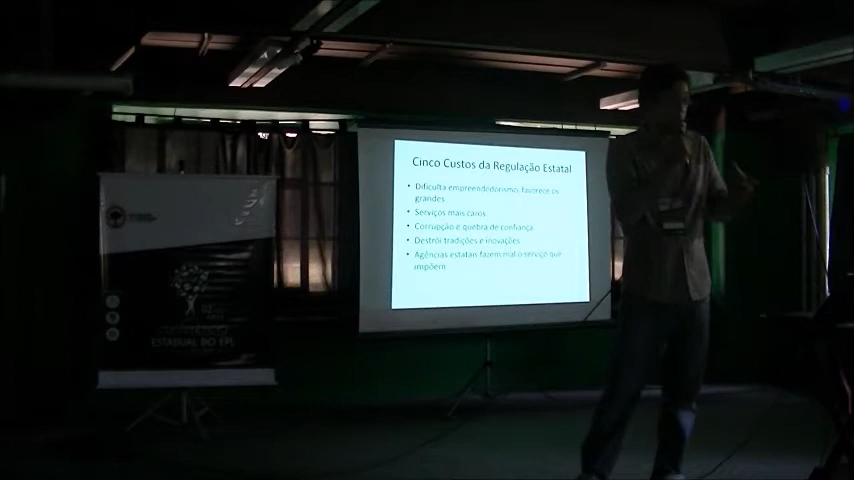 Cinco Custos da Regulação Estatal
• Dificulta empreendedorismo, favorece os
grandes
• Serviços mais caros
• Corrupção e quebra de confiança
• Destrói tradições e inovações
• Agências estatais fazem mal o serviço que
impõem
ESTADUAL DO EPL